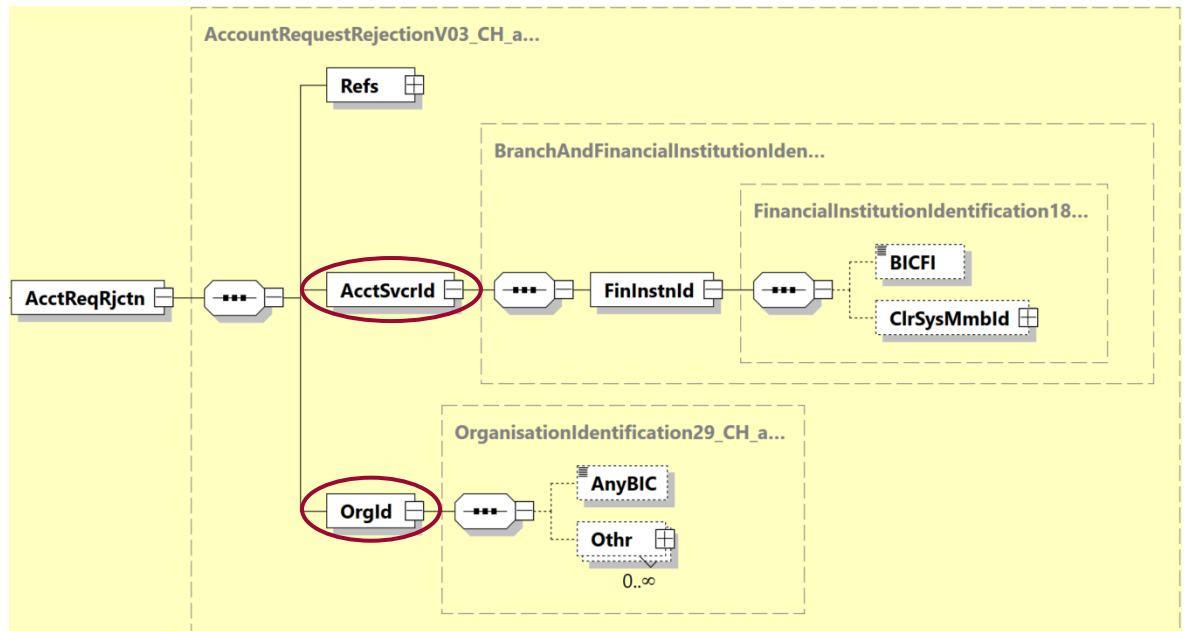 AccountRequestRejectionV03_CH_a...
Refs
BranchAndFinancialInstitutionIden...
FinancialInstitutionIdentification18...
BICFI
AcctReqRjctn
AcctSvcrId
FinInstnId
ClrSysMmbId
OrganisationIdentification29_CH_a...
AnyBIC
OrgId
Othr
0..∞